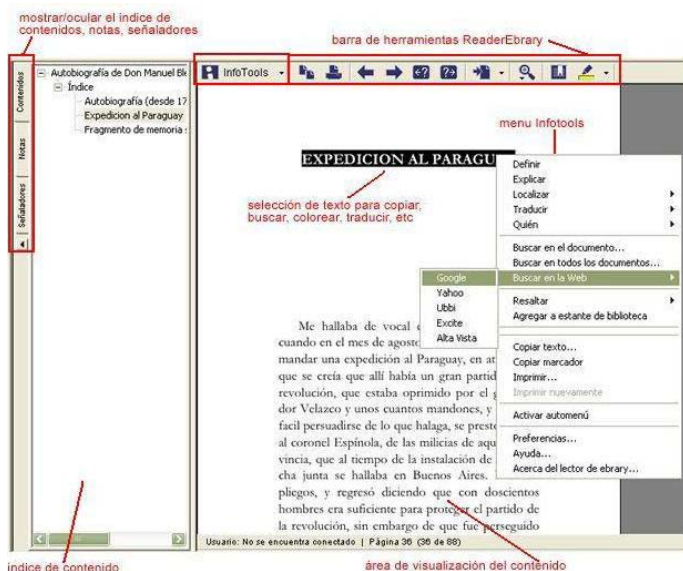 mostrar/ocular el indice de
contenidos, notas, señaladores
barra de herramientas ReaderEbrary
Contenidos
Notas
Señaladores
Autobiografía de Don Manuel Be
Índice
Autobiografía (desde 17
Expedicion al Paraguay
Fragmento de memoria s
InfoTools
menu Infotools
EXPEDICION AL PARAGU
selección de texto para copiar,
buscar, colorear, traducir, etc
Definir
Explicar
Localizar
Traducir
Quién
Buscar en el documento...
Buscar en todos los documentos...
Buscar en la Web
Resaltar
Agregar a estante de biblioteca
Copiar texto...
Copiar marcador
Imprimir...
Imprimir nuevamente
Activar automenú
Preferencias...
Ayuda...
Acerca del lector de ebrary...
Google
Yahoo
Ubbi
Excite
Alta Vista
Me hallaba de vocal
cuando en el mes de agosto
mandar una expedición al Paraguay, en at
que se creía que allí había un gran partid
revolución, que estaba oprimido por el g
dor Velazco y unos cuantos mandones, y
facil persuadirse de lo que halaga, se prest
al coronel Espínola, de las milicias de aqu
vincia, que al tiempo de la instalación de
cha junta se hallaba en Buenos Aires.
pliegos, y regresó diciendo que con doscientos
hombres era suficiente para proteger el partido de
la revolución, sin embargo de que fue perseguido
Usuario: No se encuentra conectado | Página 36 (36 de 88)
indice de contenido
área de visualización del contenido